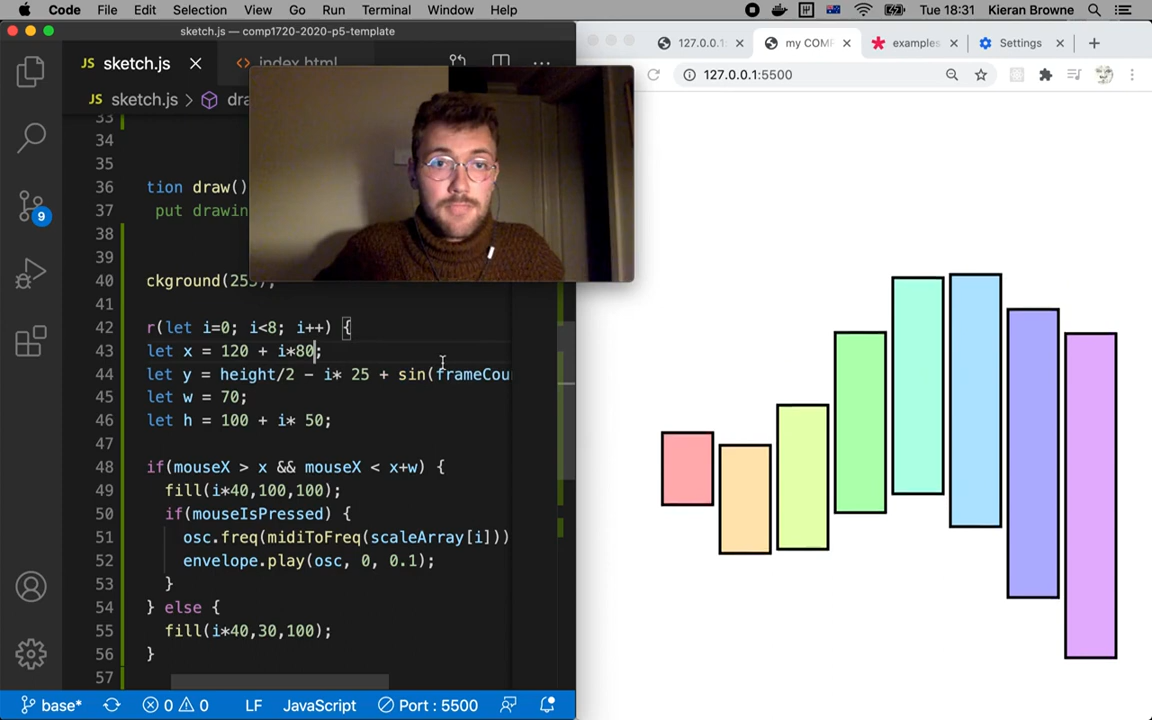 Code File Edit Selection View Go Run Terminal Window Help Tue 18:31 Kieran Browne
sketch.js — comp1720-2020-p5-template
JS sketch.js index.html
JS sketch.js
127.0.0.1: my COMP examples Settings
127.0.0.1:5500
33
34
35
36 tion draw()
37 put drawin
38
39
40 ckground(255);
41
42 r(let i=0; i<8; i++) {
43 let x = 120 + i*80;
44 let y = height/2 - i* 25 + sin(frameCou
45 let w = 70;
46 let h = 100 + i* 50;
47
48 if(mouseX > x && mouseX < x+w) {
49 fill(i*40,100,100);
50 if(mouseIsPressed) {
51 osc.freq(midiToFreq(scaleArray[i]))
52 envelope.play(osc, 0, 0.1);
53 }
54 } else {
55 fill(i*40,30,100);
56 }
57
9
base* 0 0 LF JavaScript Port : 5500